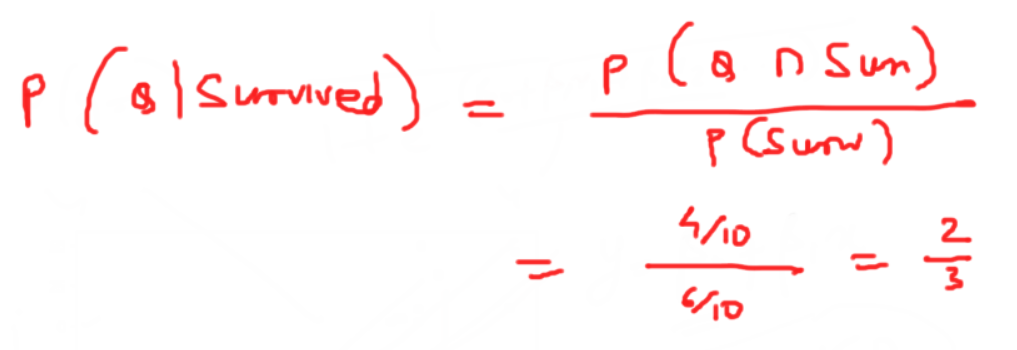 P (Q | Survived) = P (Q ∩ Surv) / P (Surv)
= 4/10 / 6/10 = 2/3